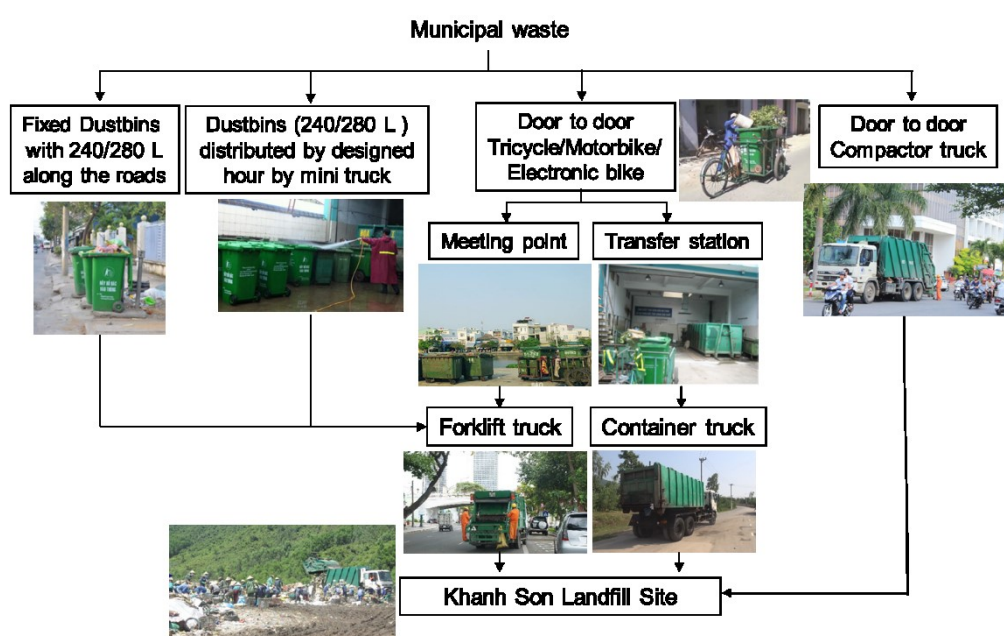 Municipal waste
Fixed Dustbins
with 240/280 L
along the roads
Dustbins (240/280 L )
distributed by designed
hour by mini truck
Door to door
Tricycle/Motorbike/
Electronic bike
Door to door
Compactor truck
Meeting point
Transfer station
Forklift truck
Container truck
Khanh Son Landfill Site